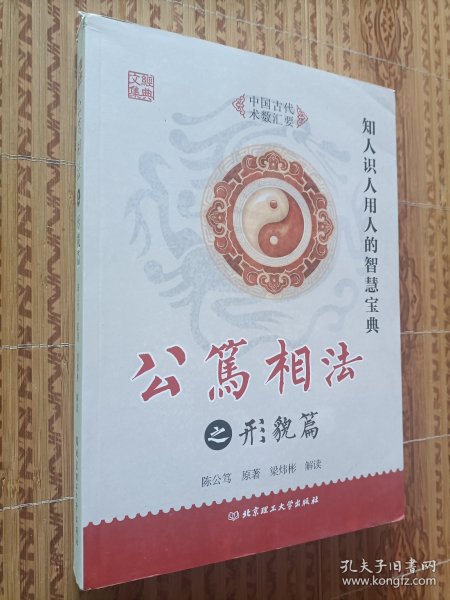 經典
文集
中国古代
术数汇要
知人识人用人的智慧宝典
公篤相法
之形貌篇
陈公笃 原著 梁炜彬 解读
北京理工大学出版社
孔夫子旧书网
www.kongfz.com